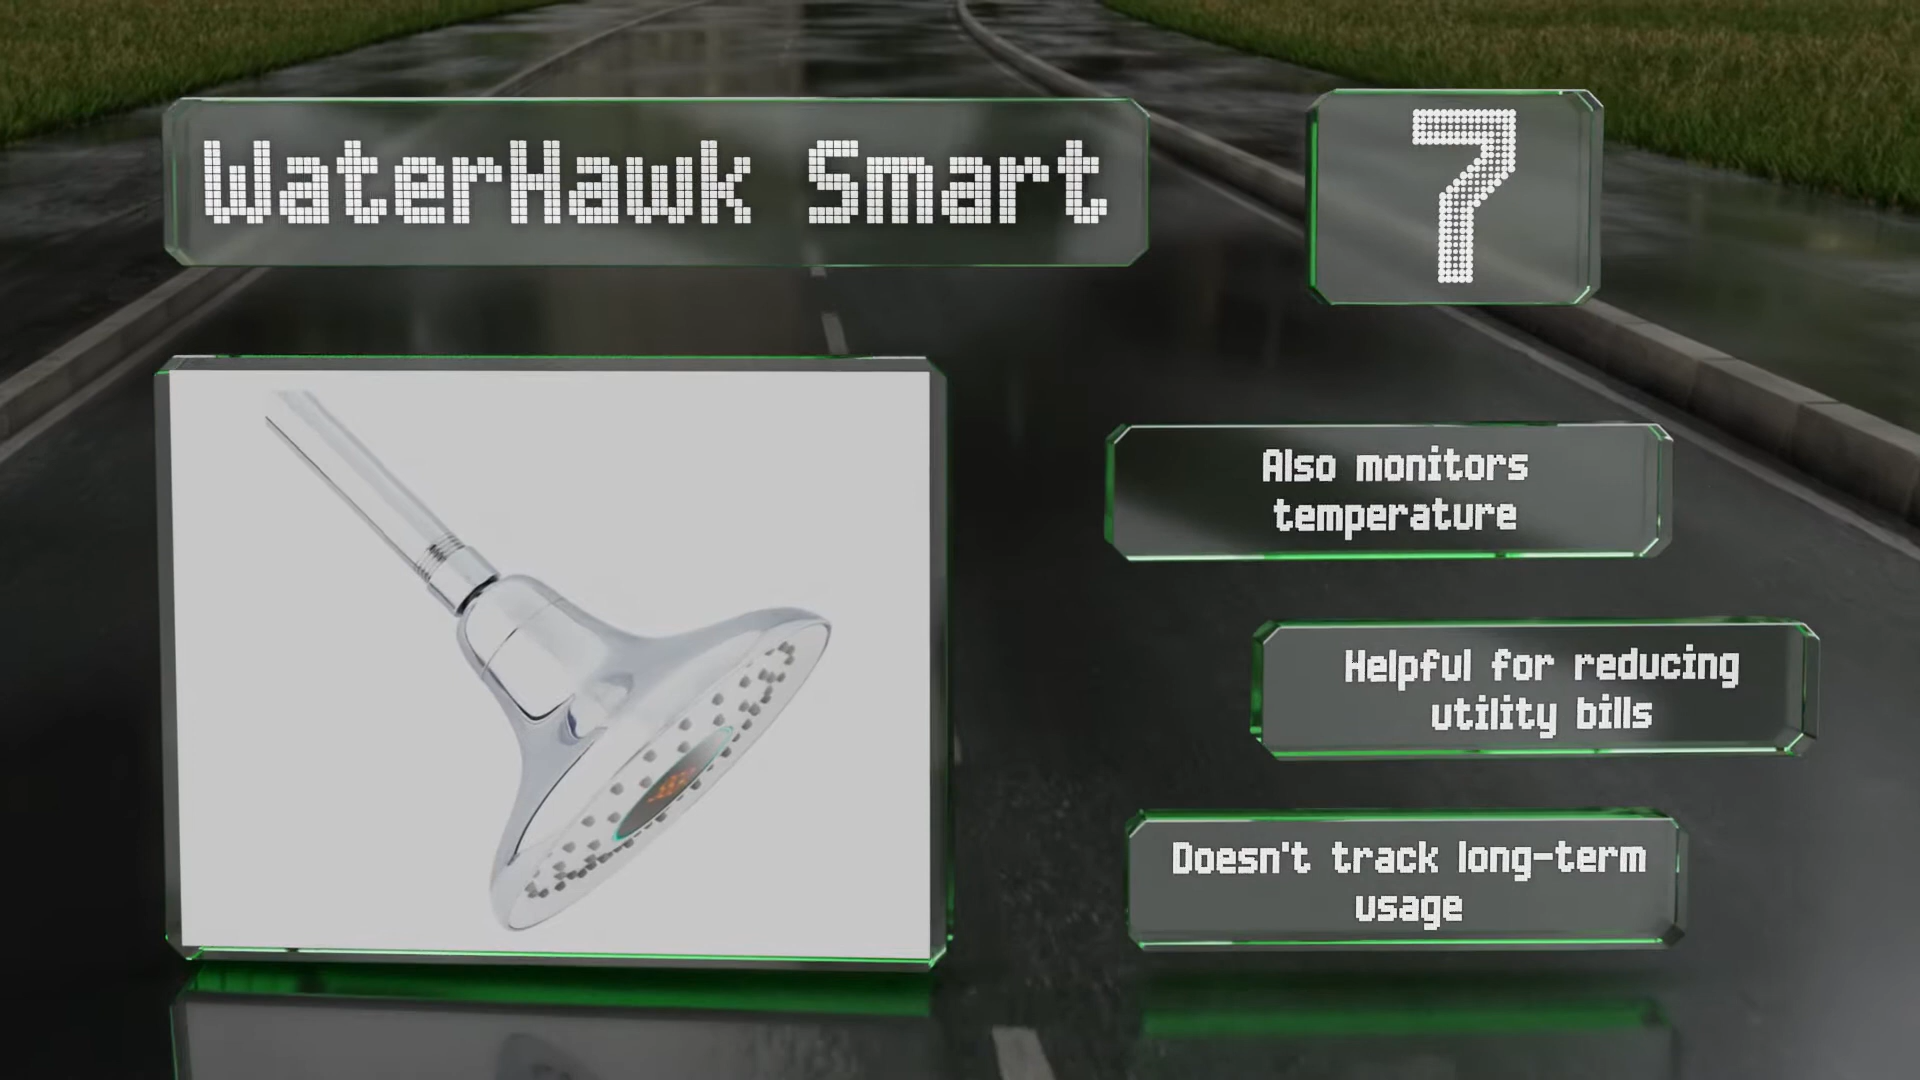 WaterHawk Smart
7
Also monitors
temperature
Helpful for reducing
utility bills
Doesn't track long-term
usage